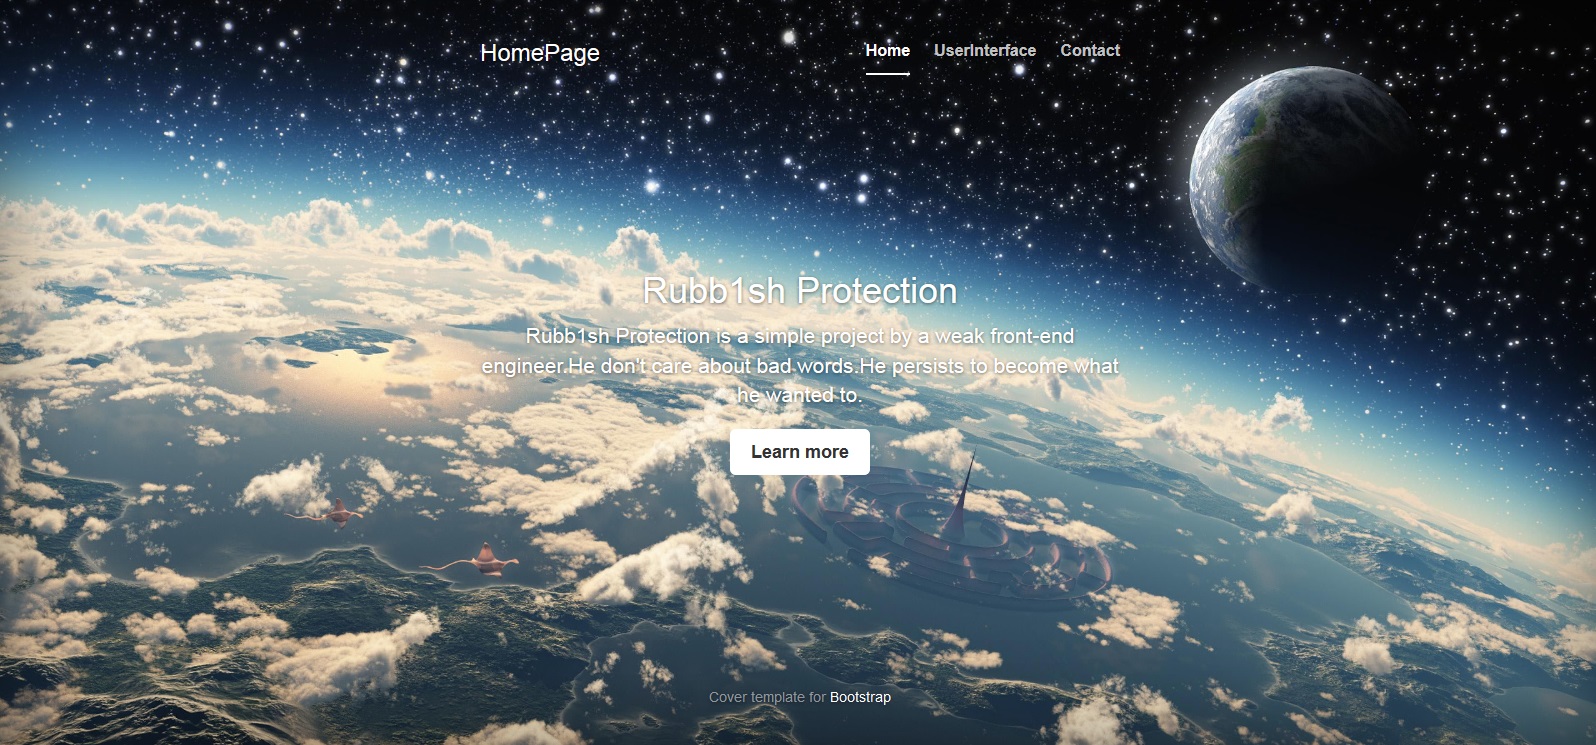 HomePage
Home UserInterface Contact
Rubb1sh Protection
Rubb1sh Protection is a simple project by a weak front-end
engineer.He don't care about bad words.He persists to become what
he wanted to.
Learn more
Cover template for Bootstrap